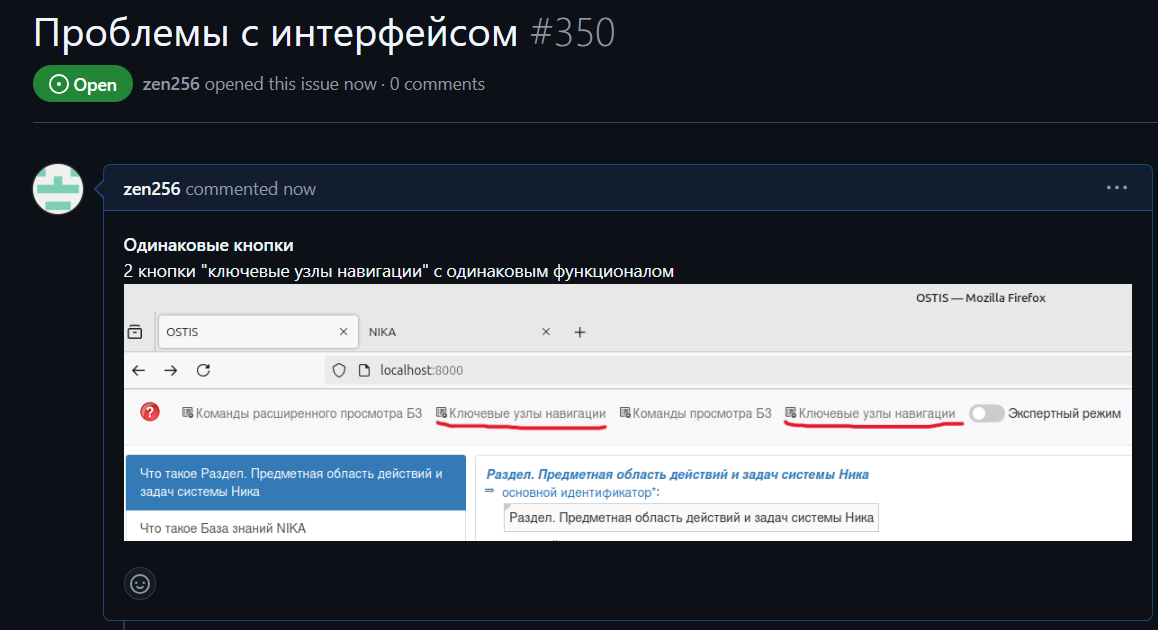 Проблемы с интерфейсом #350
Open zen256 opened this issue now · 0 comments
zen256 commented now
Одинаковые кнопки
2 кнопки "ключевые узлы навигации" с одинаковым функционалом
OSTIS — Mozilla Firefox
OSTIS NIKA
localhost:8000
Команды расширенного просмотра БЗ Ключевые узлы навигации Команды просмотра БЗ Ключевые узлы навигации Экспертный режим
Что такое Раздел. Предметная область действий и
задач системы Ника
Что такое База знаний NIKA
Раздел. Предметная область действий и задач системы Ника
⇒ основной идентификатор*:
Раздел. Предметная область действий и задач системы Ника